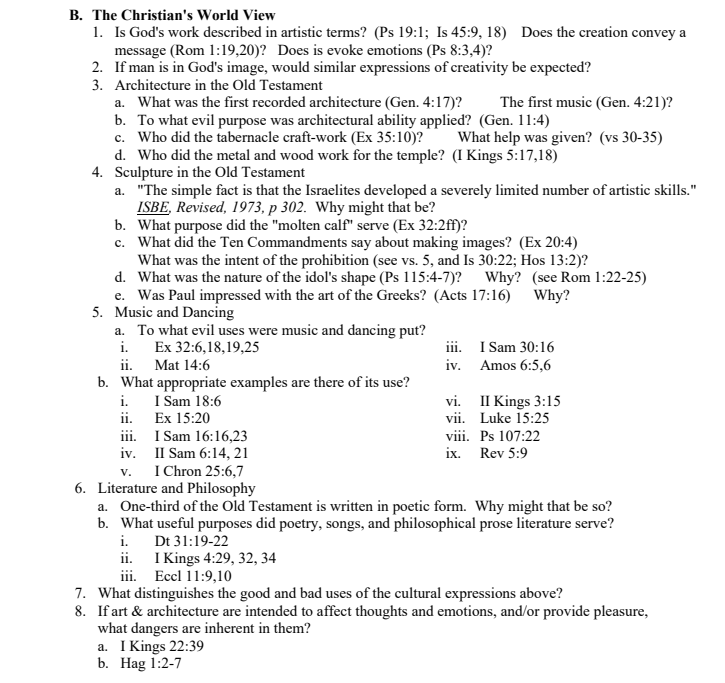 B. The Christian's World View
1. Is God's work described in artistic terms? (Ps 19:1; Is 45:9, 18) Does the creation convey a
message (Rom 1:19,20)? Does is evoke emotions (Ps 8:3,4)?
2. If man is in God's image, would similar expressions of creativity be expected?
3. Architecture in the Old Testament
a. What was the first recorded architecture (Gen. 4:17)? The first music (Gen. 4:21)?
b. To what evil purpose was architectural ability applied? (Gen. 11:4)
c. Who did the tabernacle craft-work (Ex 35:10)? What help was given? (vs 30-35)
d. Who did the metal and wood work for the temple? (I Kings 5:17,18)
4. Sculpture in the Old Testament
a. "The simple fact is that the Israelites developed a severely limited number of artistic skills."
ISBE, Revised, 1973, p 302. Why might that be?
b. What purpose did the "molten calf" serve (Ex 32:2ff)?
c. What did the Ten Commandments say about making images? (Ex 20:4)
What was the intent of the prohibition (see vs. 5, and Is 30:22; Hos 13:2)?
d. What was the nature of the idol's shape (Ps 115:4-7)? Why? (see Rom 1:22-25)
e. Was Paul impressed with the art of the Greeks? (Acts 17:16) Why?
5. Music and Dancing
a. To what evil uses were music and dancing put?
i. Ex 32:6,18,19,25 iii. I Sam 30:16
ii. Mat 14:6 iv. Amos 6:5,6
b. What appropriate examples are there of its use?
i. I Sam 18:6 vi. II Kings 3:15
ii. Ex 15:20 vii. Luke 15:25
iii. I Sam 16:16,23 viii. Ps 107:22
iv. II Sam 6:14, 21 ix. Rev 5:9
v. I Chron 25:6,7
6. Literature and Philosophy
a. One-third of the Old Testament is written in poetic form. Why might that be so?
b. What useful purposes did poetry, songs, and philosophical prose literature serve?
i. Dt 31:19-22
ii. I Kings 4:29, 32, 34
iii. Eccl 11:9,10
7. What distinguishes the good and bad uses of the cultural expressions above?
8. If art & architecture are intended to affect thoughts and emotions, and/or provide pleasure,
what dangers are inherent in them?
a. I Kings 22:39
b. Hag 1:2-7